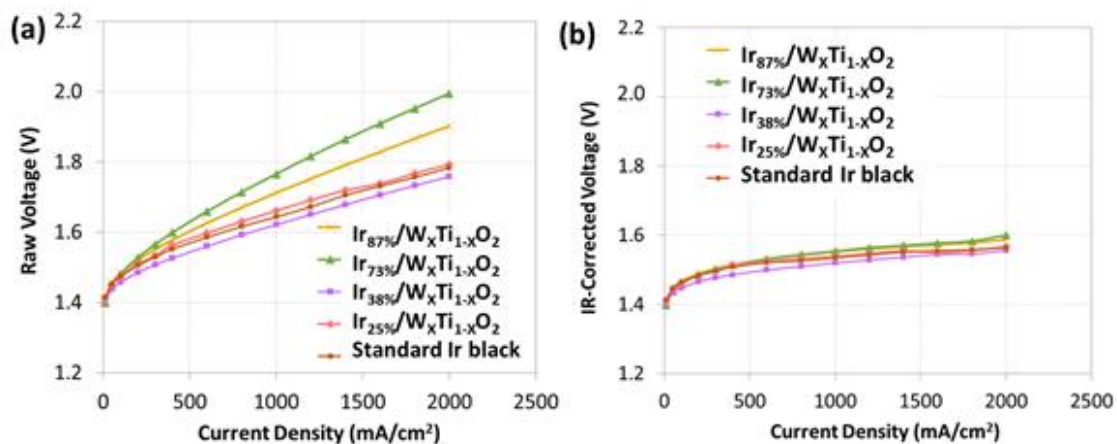 (a)
2.2
2.0
1.8
1.6
1.4
1.2
Raw Voltage (V)
Ir87%/WXTi1-XO2
Ir73%/WXTi1-XO2
Ir38%/WXTi1-XO2
Ir25%/WXTi1-XO2
Standard Ir black
0 500 1000 1500 2000 2500
Current Density (mA/cm²)
(b)
2.2
2.0
1.8
1.6
1.4
1.2
IR-Corrected Voltage (V)
Ir87%/WXTi1-XO2
Ir73%/WXTi1-XO2
Ir38%/WXTi1-XO2
Ir25%/WXTi1-XO2
Standard Ir black
0 500 1000 1500 2000 2500
Current Density (mA/cm²)